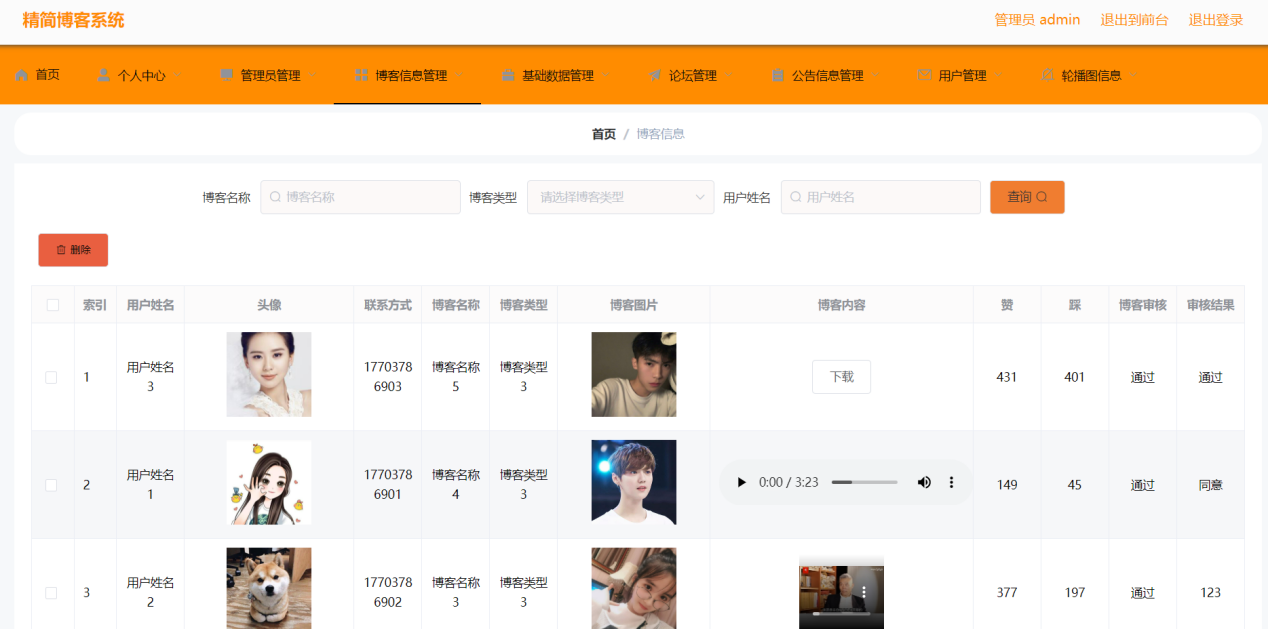 精简博客系统
管理员 admin 退出到前台 退出登录
首页 个人中心 管理员管理 博客信息管理 基础数据管理 论坛管理 公告信息管理 用户管理 轮播图信息
首页 / 博客信息
博客名称 博客名称 博客类型 请选择博客类型 用户姓名 用户姓名 查询
删除
索引 用户姓名 头像 联系方式 博客名称 博客类型 博客图片 博客内容 赞 踩 博客审核 审核结果
1 用户姓名3 17703786903 博客名称5 博客类型3 下载 431 401 通过 通过
2 用户姓名1 17703786901 博客名称4 博客类型3 0:00 / 3:23 149 45 通过 同意
3 用户姓名2 17703786902 博客名称3 博客类型3 377 197 通过 123